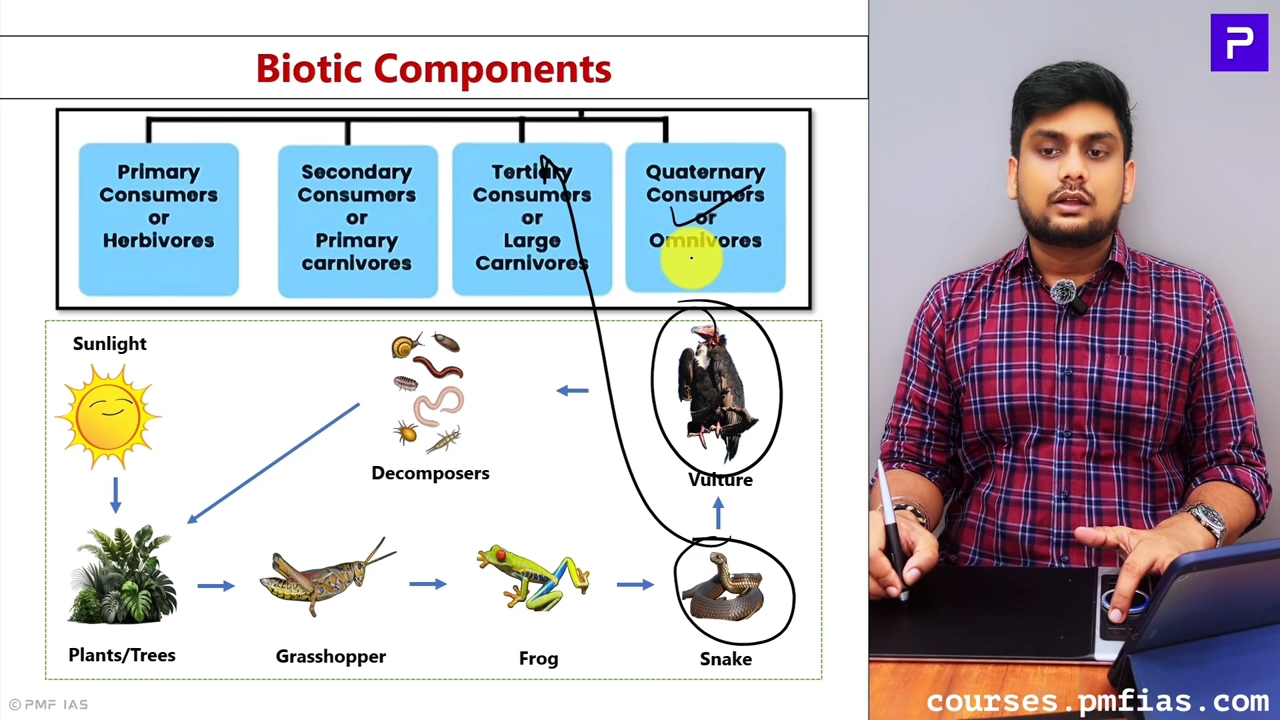 P
Biotic Components
Primary
Consumers
or
Herbivores
Secondary
Consumers
or
Primary
carnivores
Tertiary
Consumers
or
Large
Carnivores
Quaternary
Consumers
or
Omnivores
Sunlight
Decomposers
Vulture
Plants/Trees
Grasshopper
Frog
Snake
© PMF IAS
courses.pmfias.com